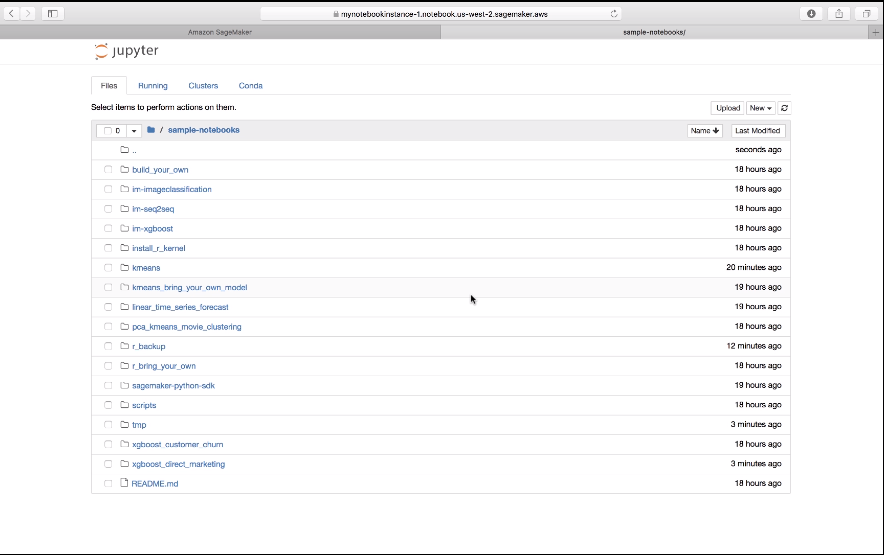 mynotebookinstance-1.notebook.us-west-2.sagemaker.aws
Amazon SageMaker
sample-notebooks/
jupyter
Files Running Clusters Conda
Select items to perform actions on them.
Upload New
0 / sample-notebooks Name Last Modified
.. seconds ago
build_your_own 18 hours ago
im-imageclassification 18 hours ago
im-seq2seq 18 hours ago
im-xgboost 18 hours ago
install_r_kernel 18 hours ago
kmeans 20 minutes ago
kmeans_bring_your_own_model 19 hours ago
linear_time_series_forecast 19 hours ago
pca_kmeans_movie_clustering 18 hours ago
r_backup 12 minutes ago
r_bring_your_own 18 hours ago
sagemaker-python-sdk 19 hours ago
scripts 18 hours ago
tmp 3 minutes ago
xgboost_customer_churn 18 hours ago
xgboost_direct_marketing 3 minutes ago
README.md 18 hours ago